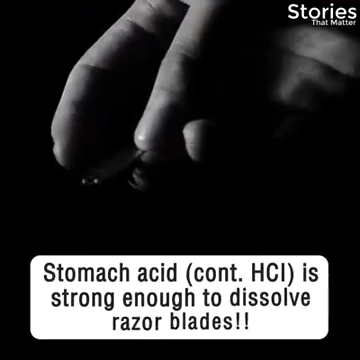 Stories
That Matter
Stomach acid (cont. HCl) is
strong enough to dissolve
razor blades!!